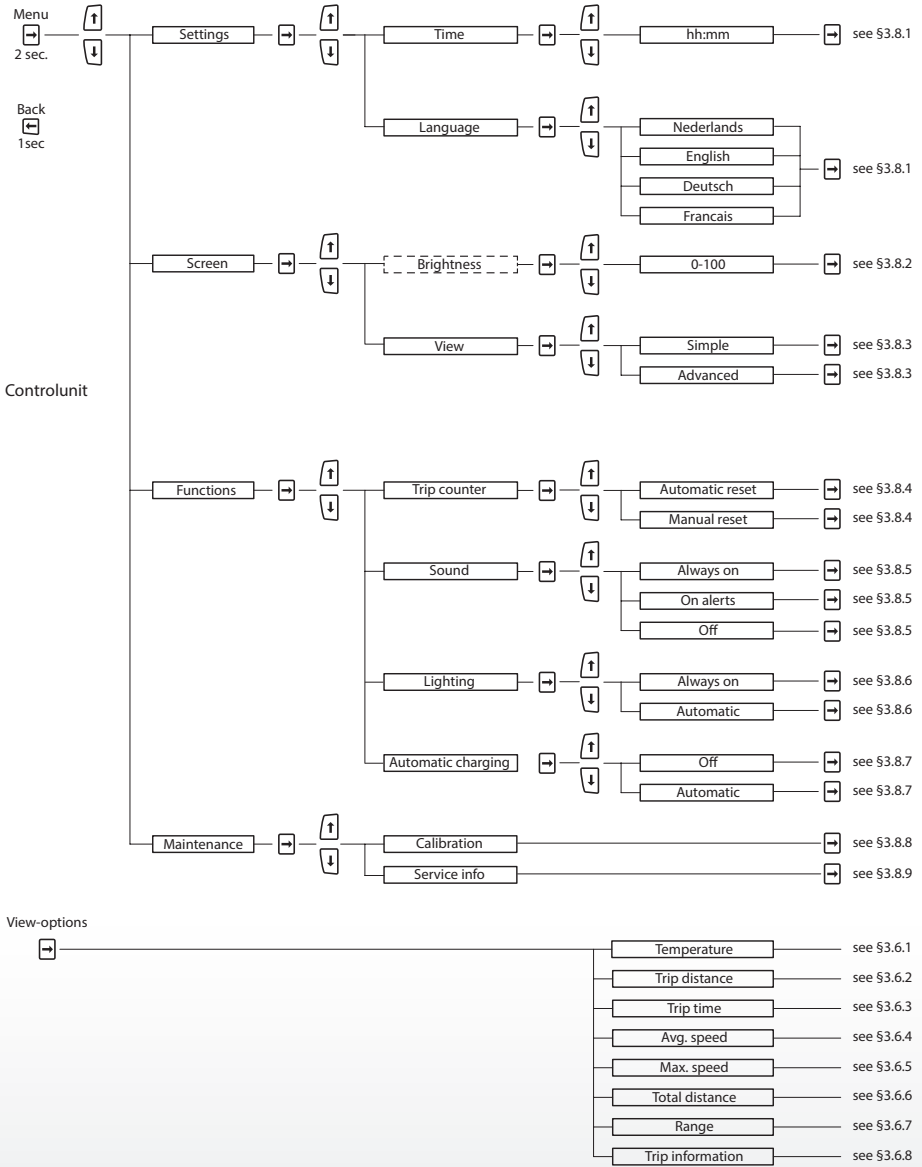 Menu
2 sec.
Settings
Time
hh:mm
see §3.8.1
Back
1sec
Language
Nederlands
English
Deutsch
Francais
see §3.8.1
Screen
Brightness
0-100
see §3.8.2
View
Simple
see §3.8.3
Advanced
see §3.8.3
Controlunit
Functions
Trip counter
Automatic reset
see §3.8.4
Manual reset
see §3.8.4
Sound
Always on
see §3.8.5
On alerts
see §3.8.5
Off
see §3.8.5
Lighting
Always on
see §3.8.6
Automatic
see §3.8.6
Automatic charging
Off
see §3.8.7
Automatic
see §3.8.7
Maintenance
Calibration
see §3.8.8
Service info
see §3.8.9
View-options
Temperature
see §3.6.1
Trip distance
see §3.6.2
Trip time
see §3.6.3
Avg. speed
see §3.6.4
Max. speed
see §3.6.5
Total distance
see §3.6.6
Range
see §3.6.7
Trip information
see §3.6.8